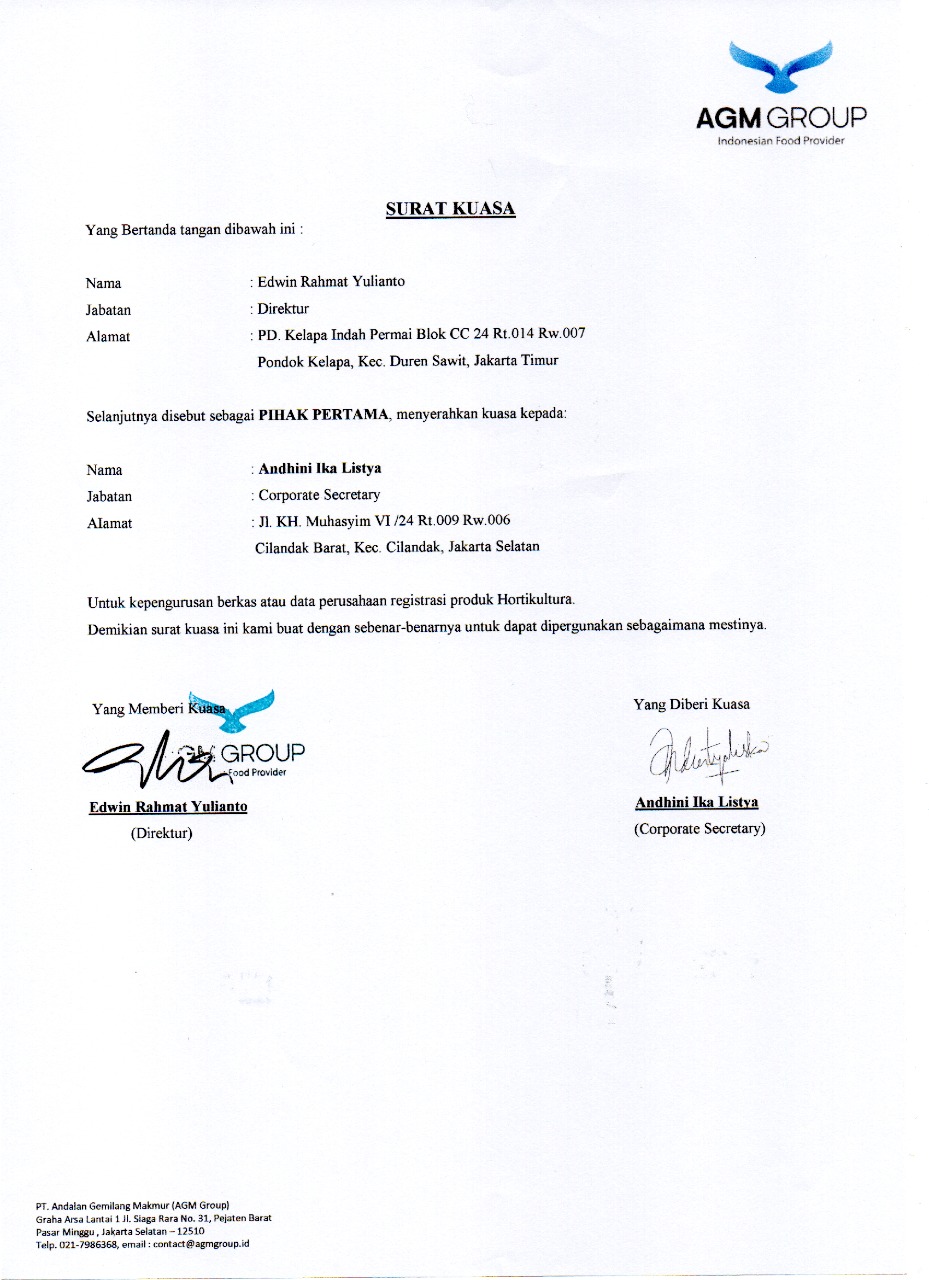 AGM GROUP
Indonesian Food Provider
SURAT KUASA
Yang Bertanda tangan dibawah ini :
Nama : Edwin Rahmat Yulianto
Jabatan : Direktur
Alamat : PD. Kelapa Indah Permai Blok CC 24 Rt.014 Rw.007
Pondok Kelapa, Kec. Duren Sawit, Jakarta Timur
Selanjutnya disebut sebagai PIHAK PERTAMA, menyerahkan kuasa kepada:
Nama : Andhini Ika Listya
Jabatan : Corporate Secretary
Alamat : Jl. KH. Muhasyim VI /24 Rt.009 Rw.006
Cilandak Barat, Kec. Cilandak, Jakarta Selatan
Untuk kepengurusan berkas atau data perusahaan registrasi produk Hortikultura.
Demikian surat kuasa ini kami buat dengan sebenar-benarnya untuk dapat dipergunakan sebagaimana mestinya.
Yang Memberi Kuasa
GROUP
Food Provider
Edwin Rahmat Yulianto
(Direktur)
Yang Diberi Kuasa
Andhini Ika Listya
(Corporate Secretary)
PT. Andalan Gemilang Makmur (AGM Group)
Graha Arsa Lantai 1 Jl. Siaga Rara No. 31, Pejaten Barat
Pasar Minggu , Jakarta Selatan – 12510
Telp. 021-7986368, email : contact@agmgroup.id